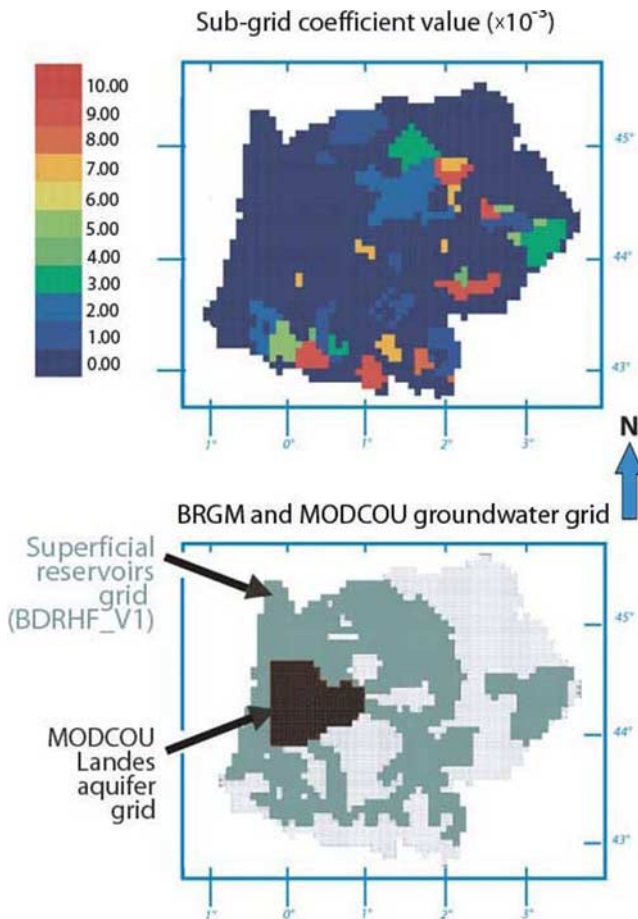 Sub-grid coefficient value (×10⁻³)
10.00
9.00
8.00
7.00
6.00
5.00
4.00
3.00
2.00
1.00
0.00
45°
44°
43°
1° 0° 1° 2° 3°
N
BRGM and MODCOU groundwater grid
Superficial
reservoirs
grid
(BDRHF_V1)
MODCOU
Landes
aquifer
grid
45°
44°
43°
1° 0° 1° 2° 3°